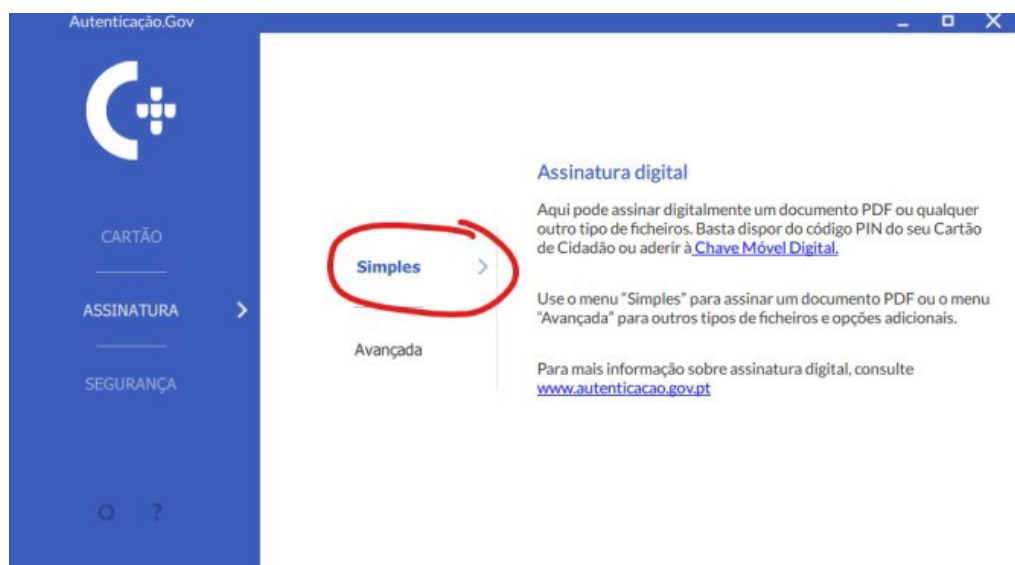 Autenticação.Gov
CARTÃO
ASSINATURA
SEGURANÇA
?
Simples
Avançada
Assinatura digital
Aqui pode assinar digitalmente um documento PDF ou qualquer
outro tipo de ficheiros. Basta dispor do código PIN do seu Cartão
de Cidadão ou aderir à Chave Móvel Digital.
Use o menu "Simples" para assinar um documento PDF ou o menu
"Avançada" para outros tipos de ficheiros e opções adicionais.
Para mais informação sobre assinatura digital, consulte
www.autenticacao.gov.pt